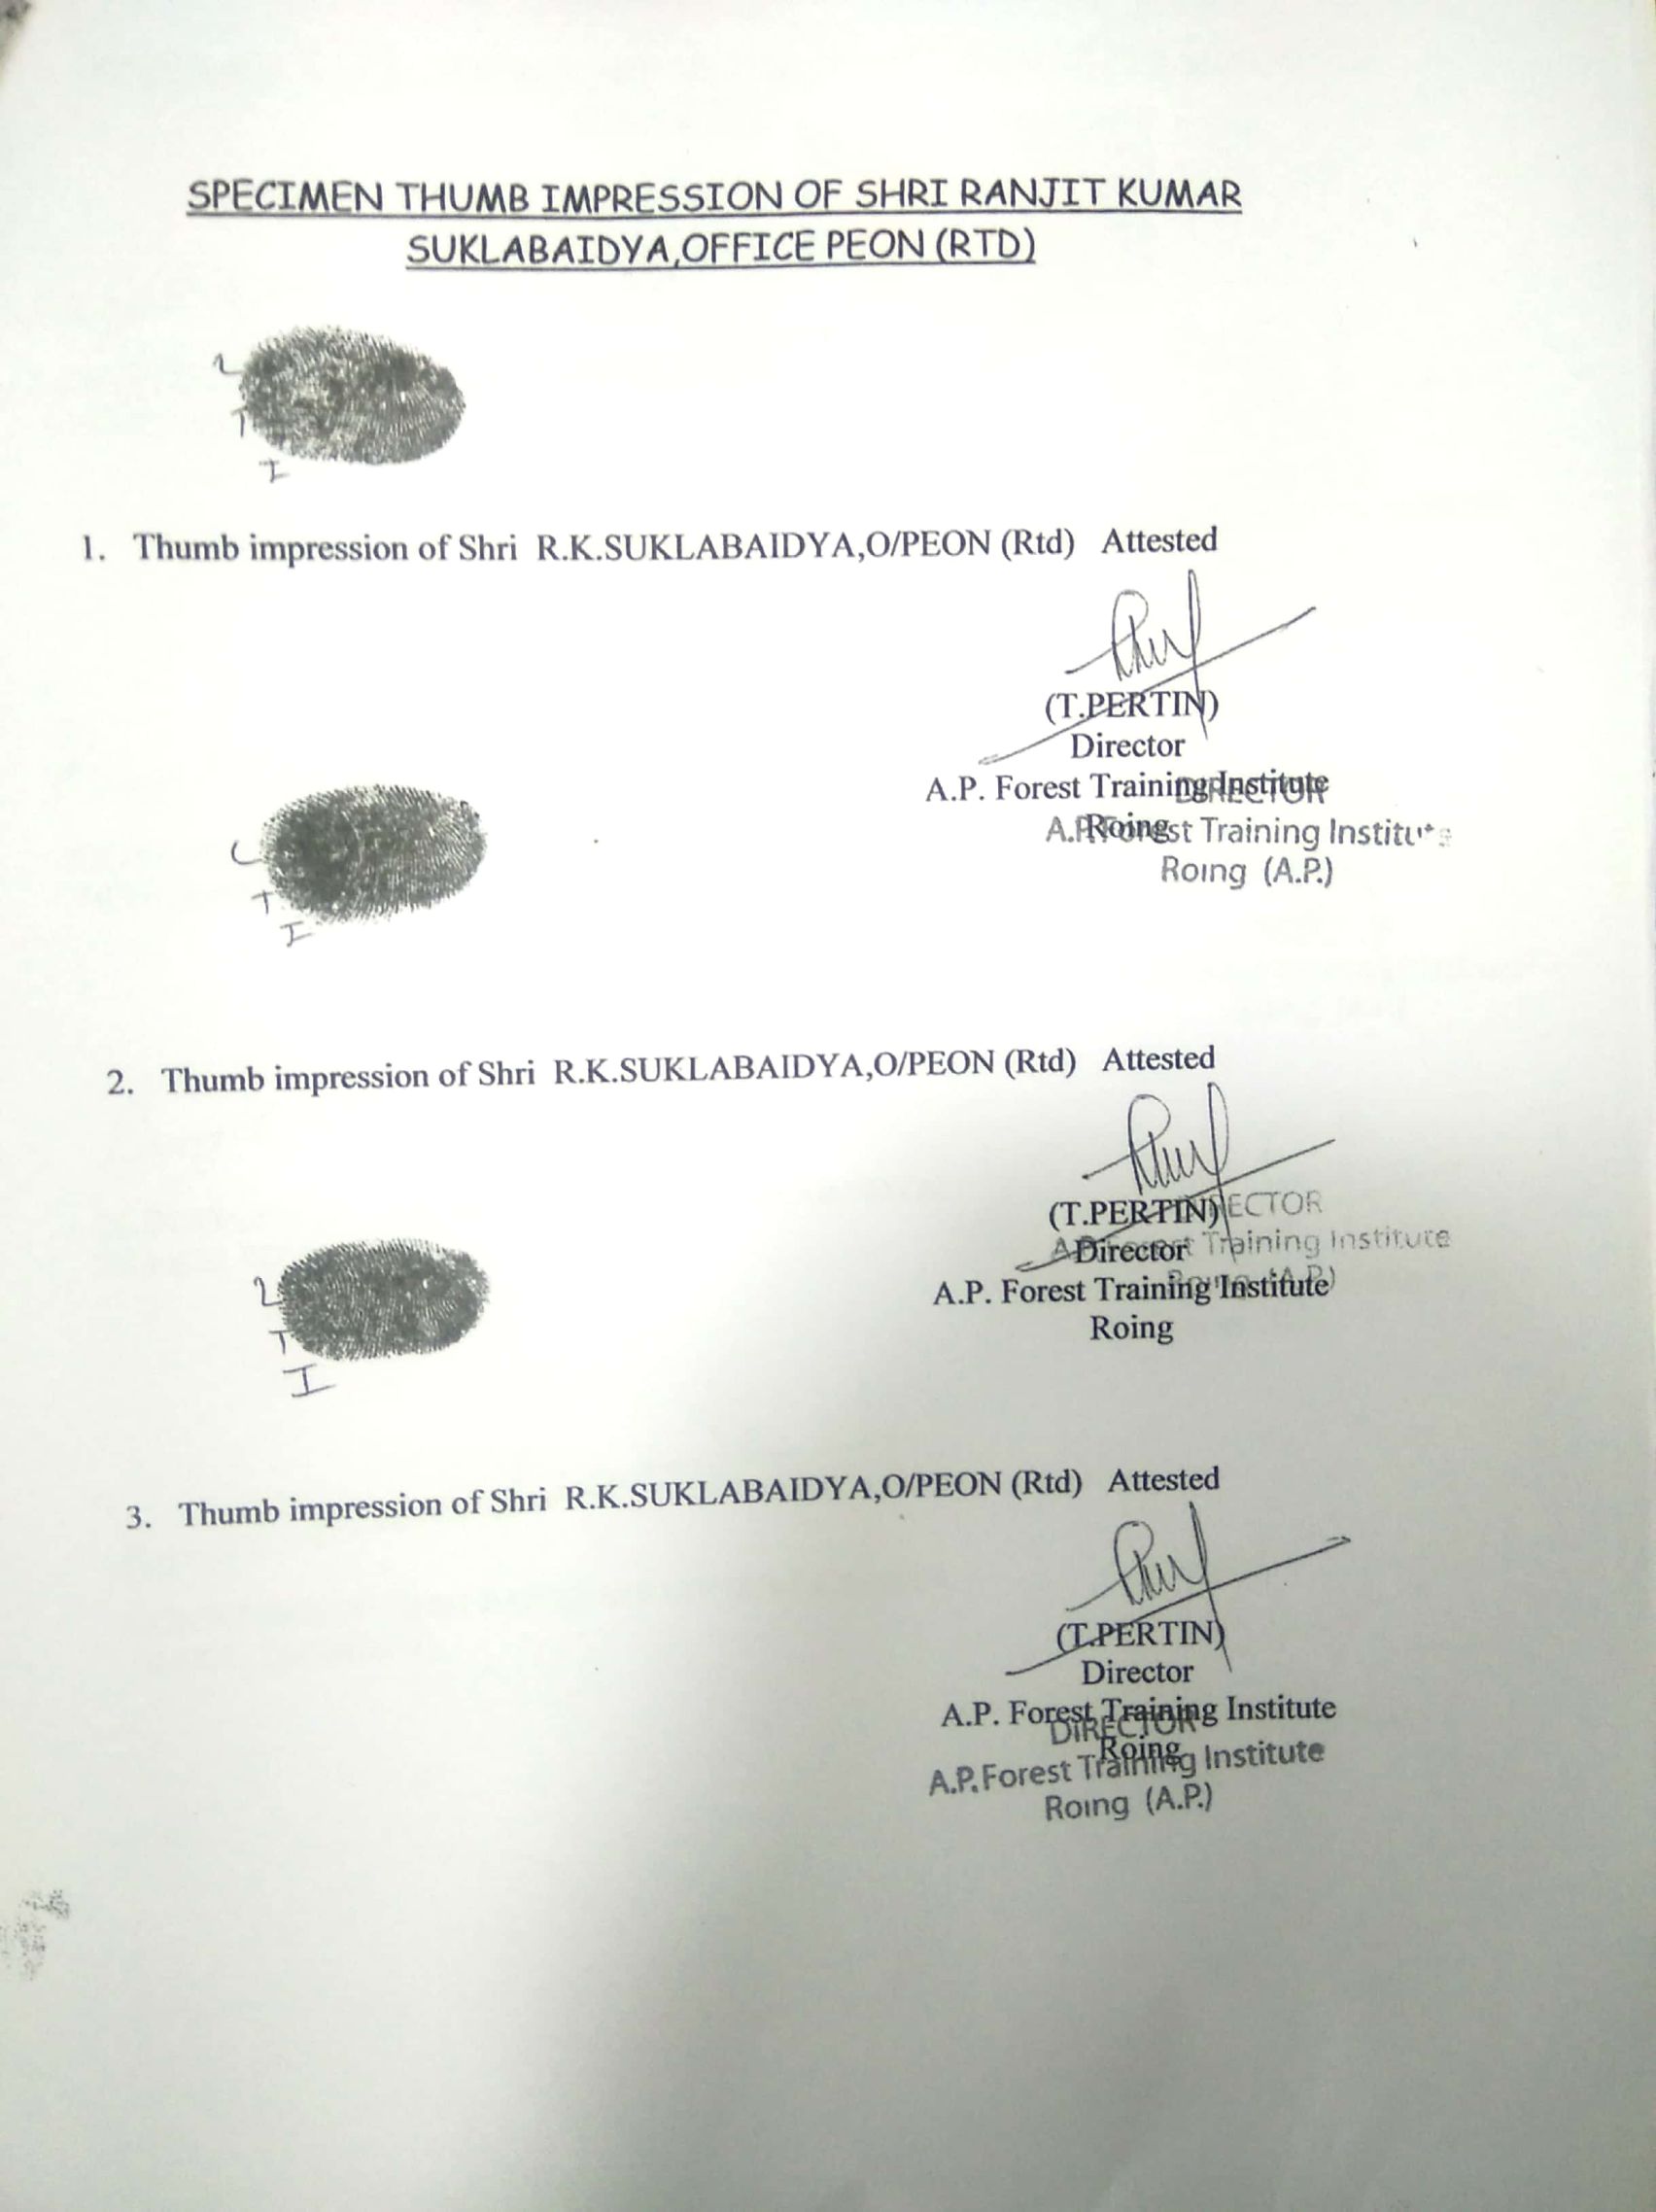 SPECIMEN THUMB IMPRESSION OF SHRI RANJIT KUMAR
SUKLABAIDYA,OFFICE PEON (RTD)
L
T
I
1. Thumb impression of Shri R.K.SUKLABAIDYA,O/PEON (Rtd) Attested
(T.PERTIN)
Director
A.P. Forest Training Institute
Roing
DIRECTOR
A.P. Forest Training Institute
Roing (A.P.)
L
T
I
2. Thumb impression of Shri R.K.SUKLABAIDYA,O/PEON (Rtd) Attested
(T.PERTIN)
Director
A.P. Forest Training Institute
Roing
DIRECTOR
A.P. Forest Training Institute
Roing (A.P.)
L
T
I
3. Thumb impression of Shri R.K.SUKLABAIDYA,O/PEON (Rtd) Attested
(T.PERTIN)
Director
A.P. Forest Training Institute
Roing
DIRECTOR
A.P. Forest Training Institute
Roing (A.P.)